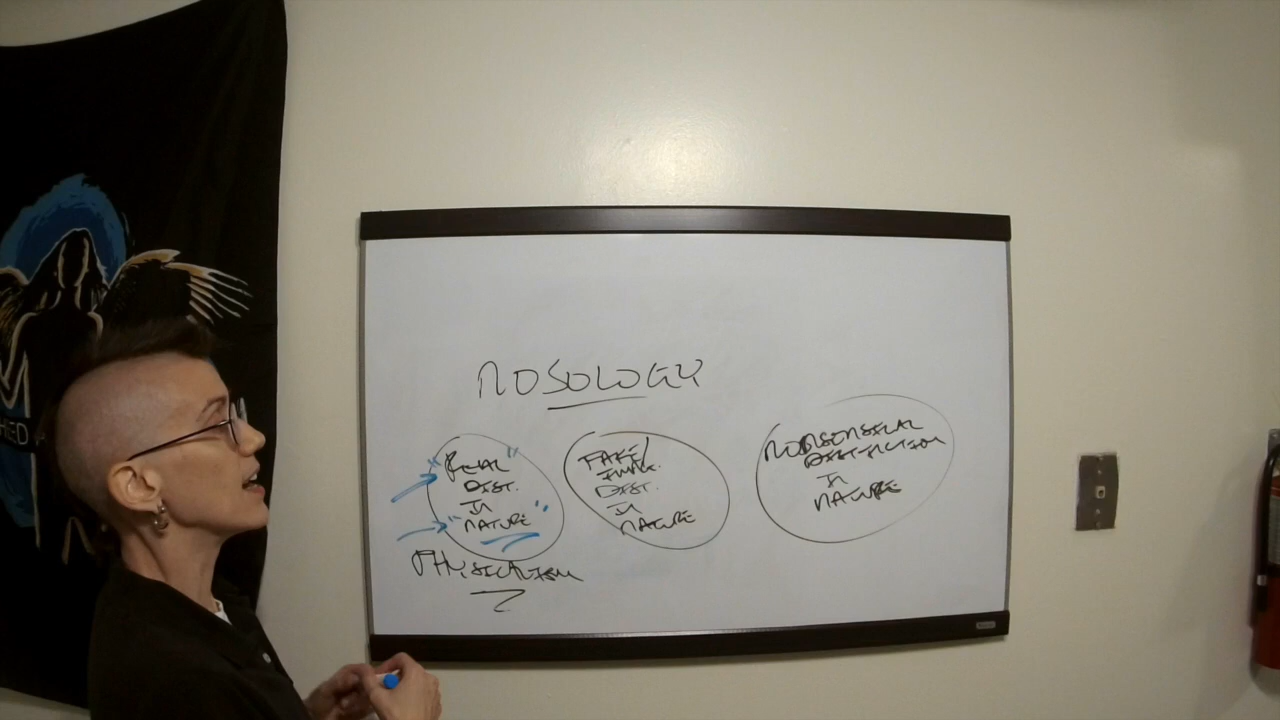 NOSOLOGY
"REAL"
DIST.
IN
"NATURE"
FAKE/
DIST.
IN
NATURE
NONSENSICAL
DISTINCTION
IN
NATURE
PHYSICALISM